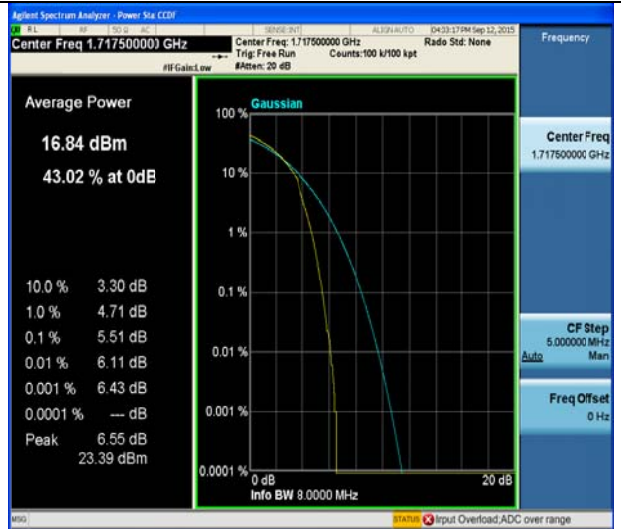 Agilent Spectrum Analyzer - Power Stat CCDF
RL RF 50 Ω AC SENSE:INT ALIGN AUTO 04:03:17 PM Sep 12, 2015
Center Freq 1.717500000 GHz
Center Freq: 1.717500000 GHz Radio Std: None
Trig: Free Run Counts:100 k/100 kpt
#IFGain:Low #Atten: 20 dB
Frequency
Average Power
16.84 dBm
43.02 % at 0dB
10.0 % 3.30 dB
1.0 % 4.71 dB
0.1 % 5.51 dB
0.01 % 6.11 dB
0.001 % 6.43 dB
0.0001 % --- dB
Peak 6.55 dB
23.39 dBm
Gaussian
100 %
10 %
1 %
0.1 %
0.01 %
0.001 %
0.0001 %
0 dB 20 dB
Info BW 8.0000 MHz
Center Freq
1.717500000 GHz
CF Step
5.000000 MHz
Auto Man
Freq Offset
0 Hz
MSG STATUS Input Overload;ADC over range